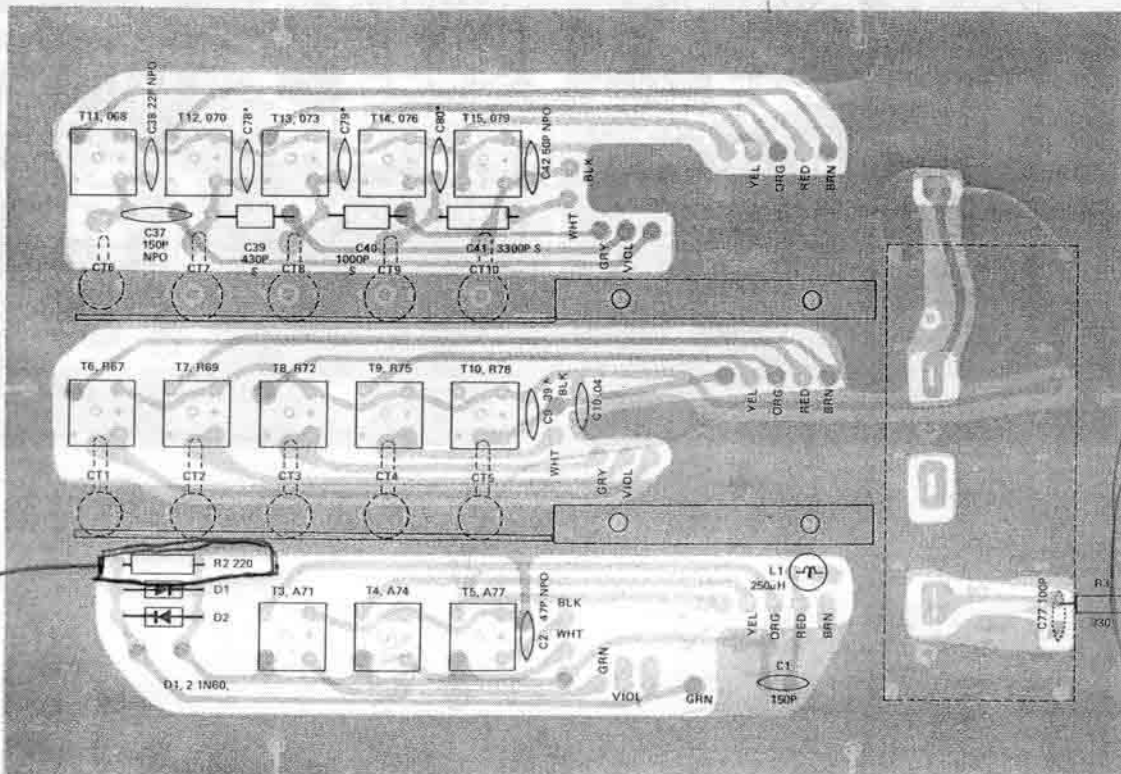 T11, 068
C38 22P NPO
T12, 070
C78*
T13, 073
C79*
T14, 076
C80*
T15, 079
C42 50P NPO
BLK
YEL
ORG
RED
BRN
WHT
GRY
VIOL
C37
150P
NPO
C39
430P
S
C40
1000P
S
C41 3300P S
CT6
CT7
CT8
CT9
CT10
T6, R67
T7, R69
T8, R72
T9, R75
T10, R78
C9 39 *
BLK
C10 .04
YEL
ORG
RED
BRN
WHT
GRY
VIOL
CT1
CT2
CT3
CT4
CT5
R2 220
D1
D2
D1, 2 1N60,
T3, A71
T4, A74
T5, A77
C2 47P, NPO
BLK
WHT
GRN
VIOL
GRN
L1
250μH
YEL
ORG
RED
BRN
C1
150P
C77 100P
R3
330